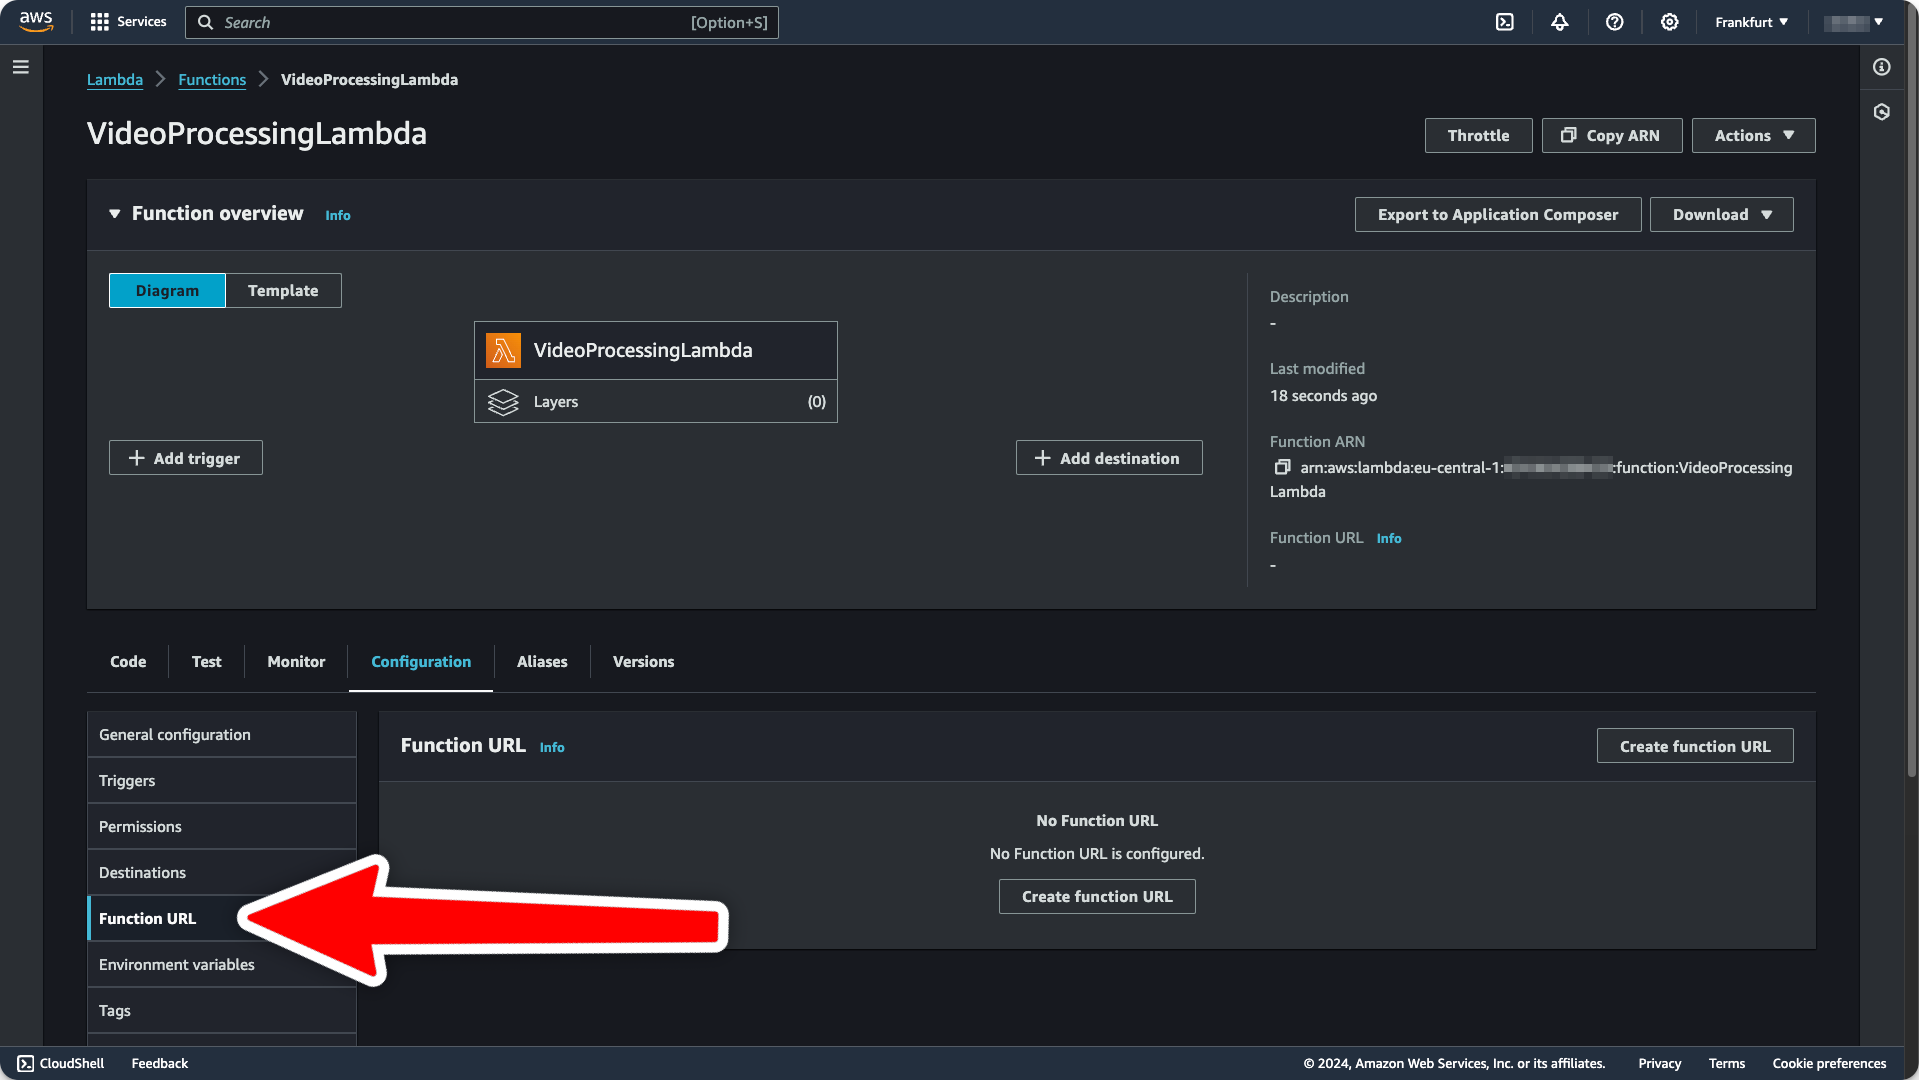 aws
Services
Search
[Option+S]
Frankfurt
Lambda
Functions
VideoProcessingLambda
VideoProcessingLambda
Throttle
Copy ARN
Actions
Function overview
Info
Export to Application Composer
Download
Diagram
Template
VideoProcessingLambda
Layers
(0)
Add trigger
Add destination
Description
-
Last modified
18 seconds ago
Function ARN
arn:aws:lambda:eu-central-1: :function:VideoProcessing
Lambda
Function URL
Info
-
Code
Test
Monitor
Configuration
Aliases
Versions
General configuration
Triggers
Permissions
Destinations
Function URL
Environment variables
Tags
Function URL
Info
Create function URL
No Function URL
No Function URL is configured.
Create function URL
CloudShell
Feedback
© 2024, Amazon Web Services, Inc. or its affiliates.
Privacy
Terms
Cookie preferences